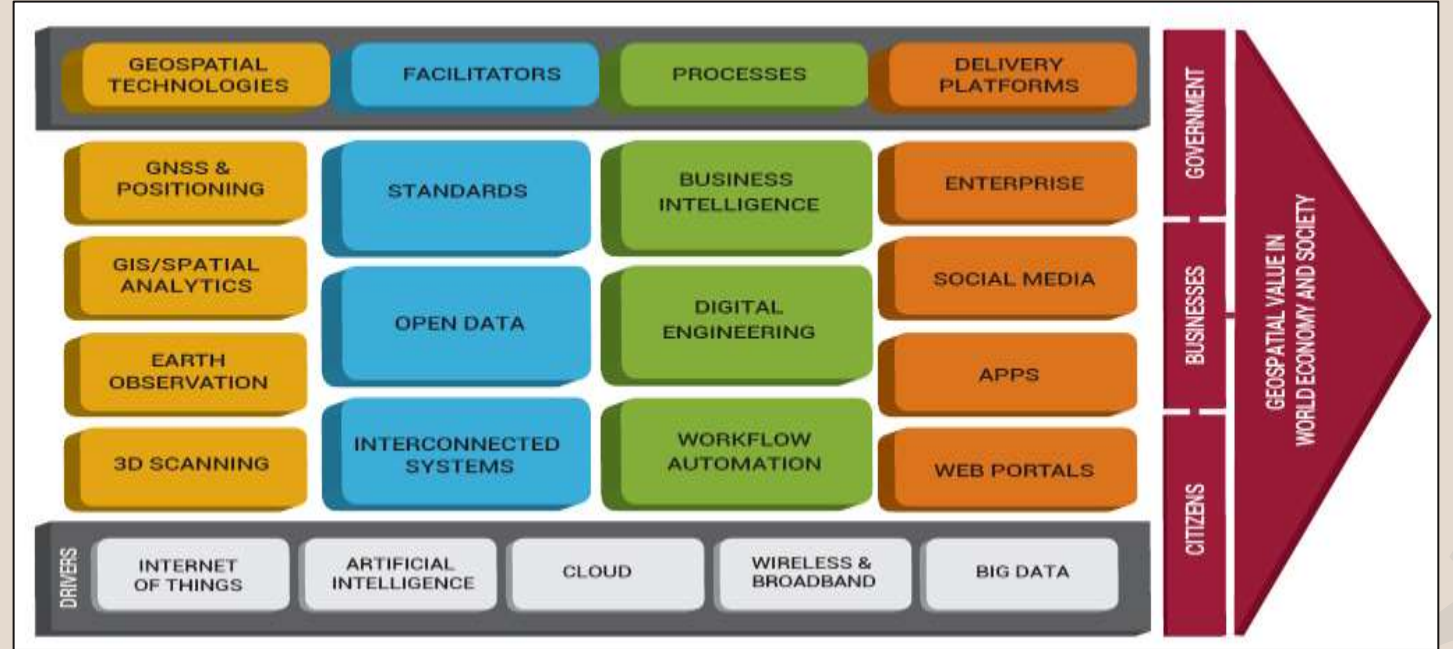 GEOSPATIAL
TECHNOLOGIES
FACILITATORS
PROCESSES
DELIVERY
PLATFORMS
GNSS &
POSITIONING
GIS/SPATIAL
ANALYTICS
EARTH
OBSERVATION
3D SCANNING
STANDARDS
OPEN DATA
INTERCONNECTED
SYSTEMS
BUSINESS
INTELLIGENCE
DIGITAL
ENGINEERING
WORKFLOW
AUTOMATION
ENTERPRISE
SOCIAL MEDIA
APPS
WEB PORTALS
DRIVERS
INTERNET
OF THINGS
ARTIFICIAL
INTELLIGENCE
CLOUD
WIRELESS &
BROADBAND
BIG DATA
GOVERNMENT
BUSINESSES
CITIZENS
GEOSPATIAL VALUE IN
WORLD ECONOMY AND SOCIETY